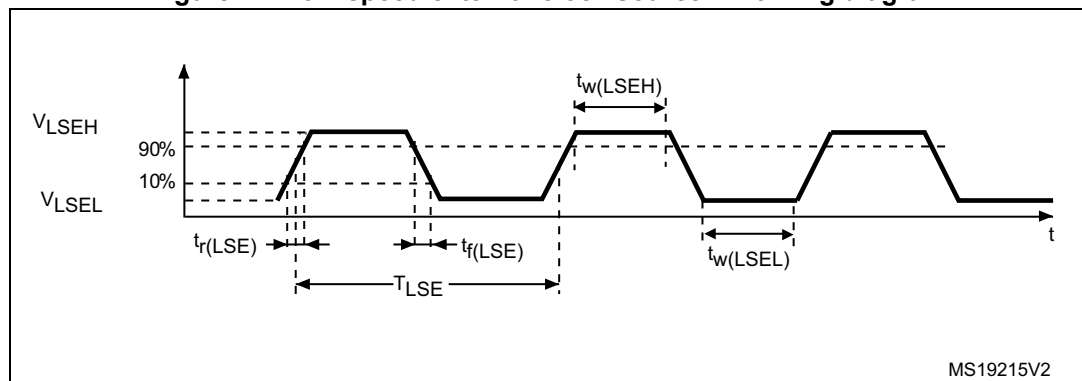 VLSEH
90%
10%
VLSEL
tr(LSE)
tf(LSE)
TLSE
tw(LSEH)
tw(LSEL)
t
MS19215V2